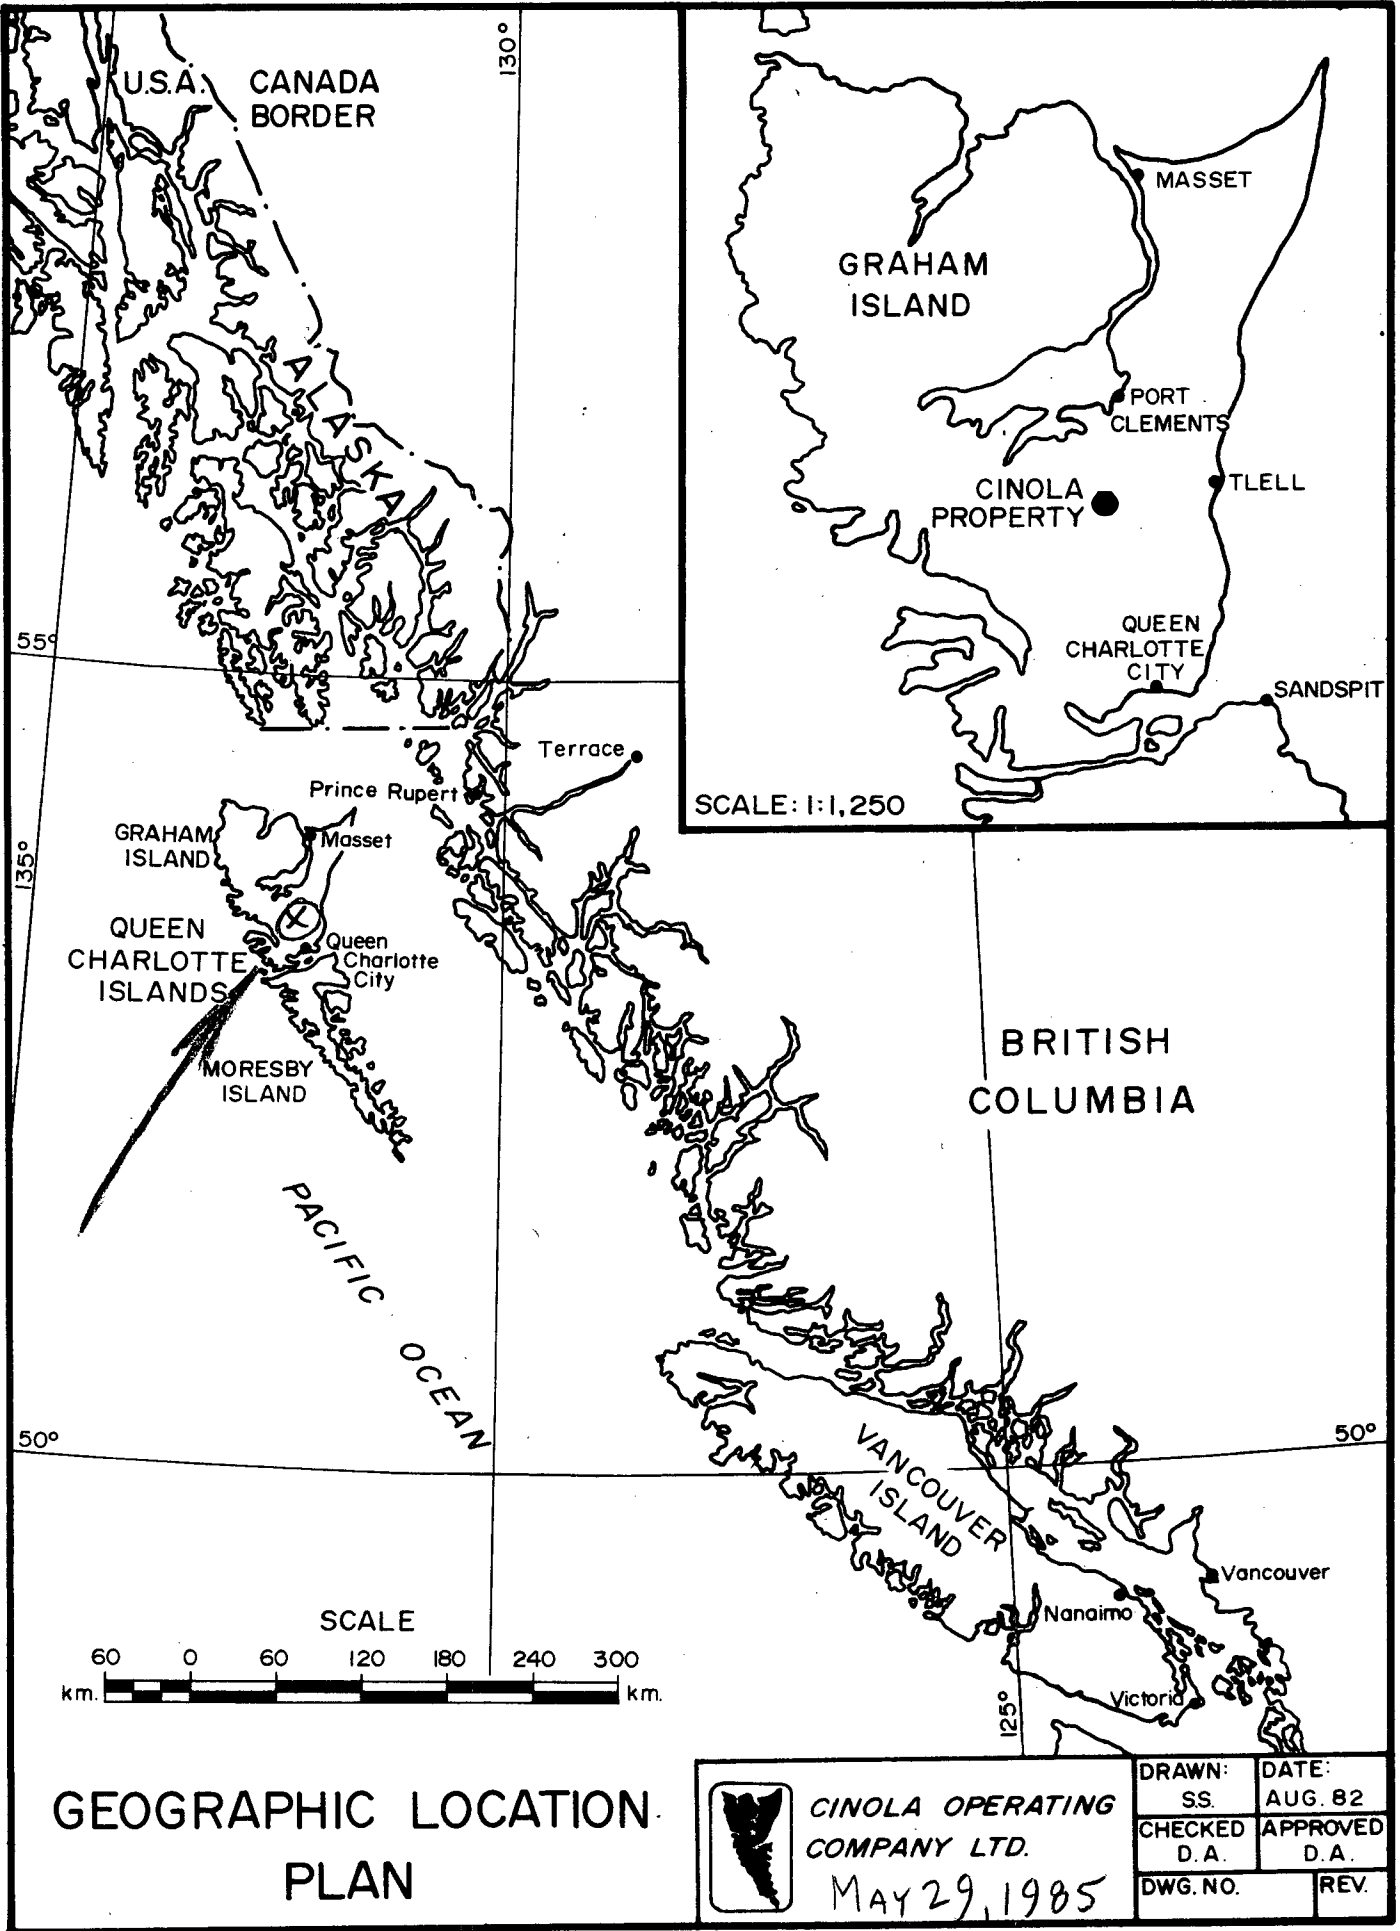 U.S.A. CANADA
BORDER
130°
ALASKA
55°
135°
Terrace
Prince Rupert
GRAHAM
ISLAND
Masset
QUEEN
CHARLOTTE
ISLANDS
X
Queen
Charlotte
City
MORESBY
ISLAND
PACIFIC OCEAN
BRITISH
COLUMBIA
50°
50°
VANCOUVER
ISLAND
Vancouver
Nanaimo
Victoria
125°
MASSET
GRAHAM
ISLAND
PORT
CLEMENTS
CINOLA
PROPERTY
TLELL
QUEEN
CHARLOTTE
CITY
SANDSPIT
SCALE: 1:1,250
SCALE
60 0 60 120 180 240 300
km. km.
GEOGRAPHIC LOCATION
PLAN
CINOLA OPERATING
COMPANY LTD.
MAY 29, 1985
DRAWN:
S.S.
DATE:
AUG. 82
CHECKED
D.A.
APPROVED
D.A.
DWG. NO.
REV.